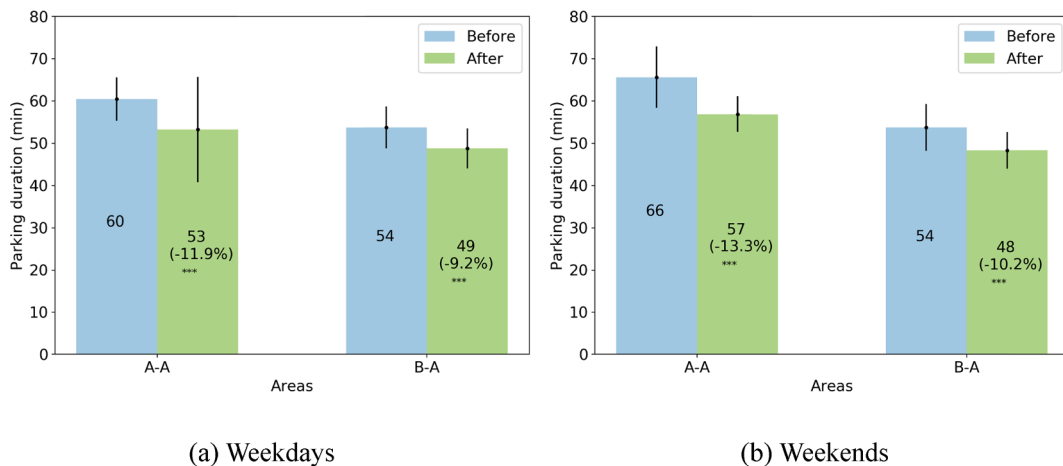 80
70
60
50
40
30
20
10
0
Parking duration (min)
Before
After
60
53
(-11.9%)
***
54
49
(-9.2%)
***
A-A
B-A
Areas
(a) Weekdays
80
70
60
50
40
30
20
10
0
Parking duration (min)
Before
After
66
57
(-13.3%)
***
54
48
(-10.2%)
***
A-A
B-A
Areas
(b) Weekends